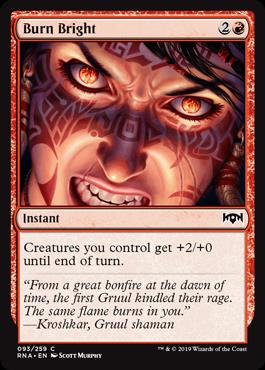 Burn Bright 2
Instant
Creatures you control get +2/+0
until end of turn.
“From a great bonfire at the dawn of
time, the first Gruul kindled their rage.
The same flame burns in you.”
—Kroshkar, Gruul shaman
093/259 C
RNA • EN SCOTT MURPHY
™ & © 2019 Wizards of the Coast